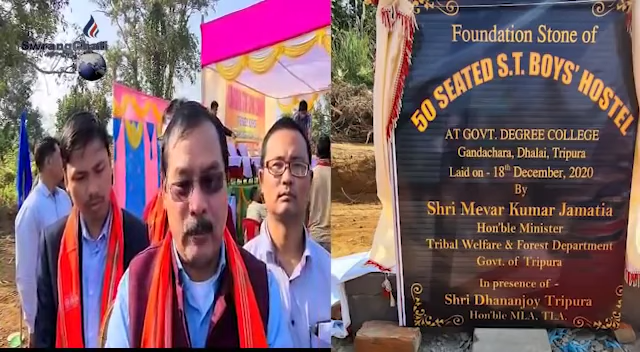 SwrangChati
Foundation Stone of
50 SEATED S.T. BOYS' HOSTEL
AT GOVT. DEGREE COLLEGE
Gandachara, Dhalai, Tripura
Laid on - 18th December, 2020
By
Shri Mevar Kumar Jamatia
Hon'ble Minister
Tribal Welfare & Forest Department
Govt. of Tripura
In presence of -
Shri Dhananjoy Tripura
Hon'ble MLA, TLA.